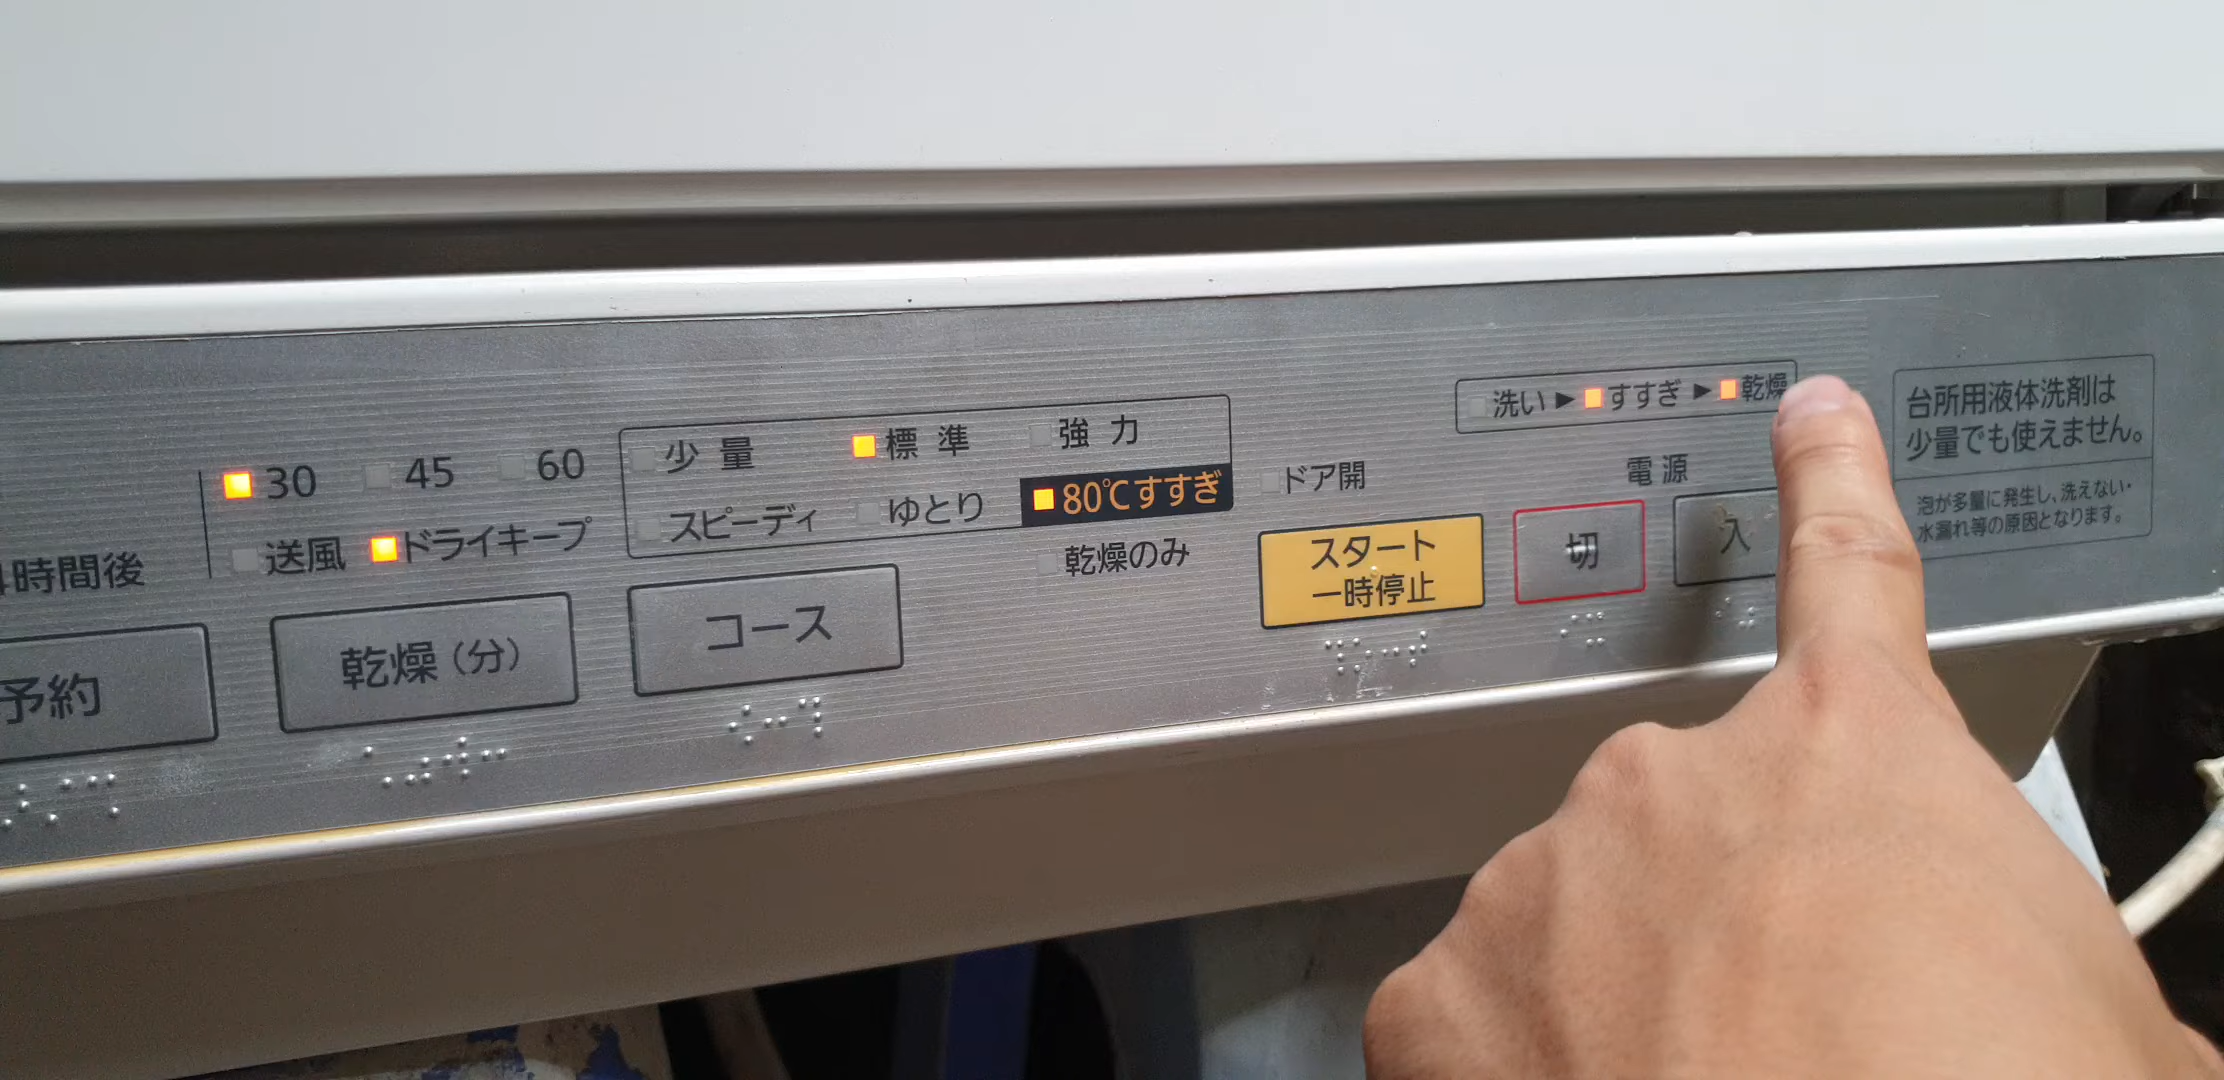 30 45 60
送風 ドライキープ
4時間後
予約
乾燥（分）
少量 標準 強力
スピーディ ゆとり 80℃すすぎ
乾燥のみ
コース
ドア開
スタート
一時停止
洗い▶すすぎ▶乾燥
電源
切
入
台所用液体洗剤は
少量でも使えません。
泡が多量に発生し、洗えない・
水漏れ等の原因となります。